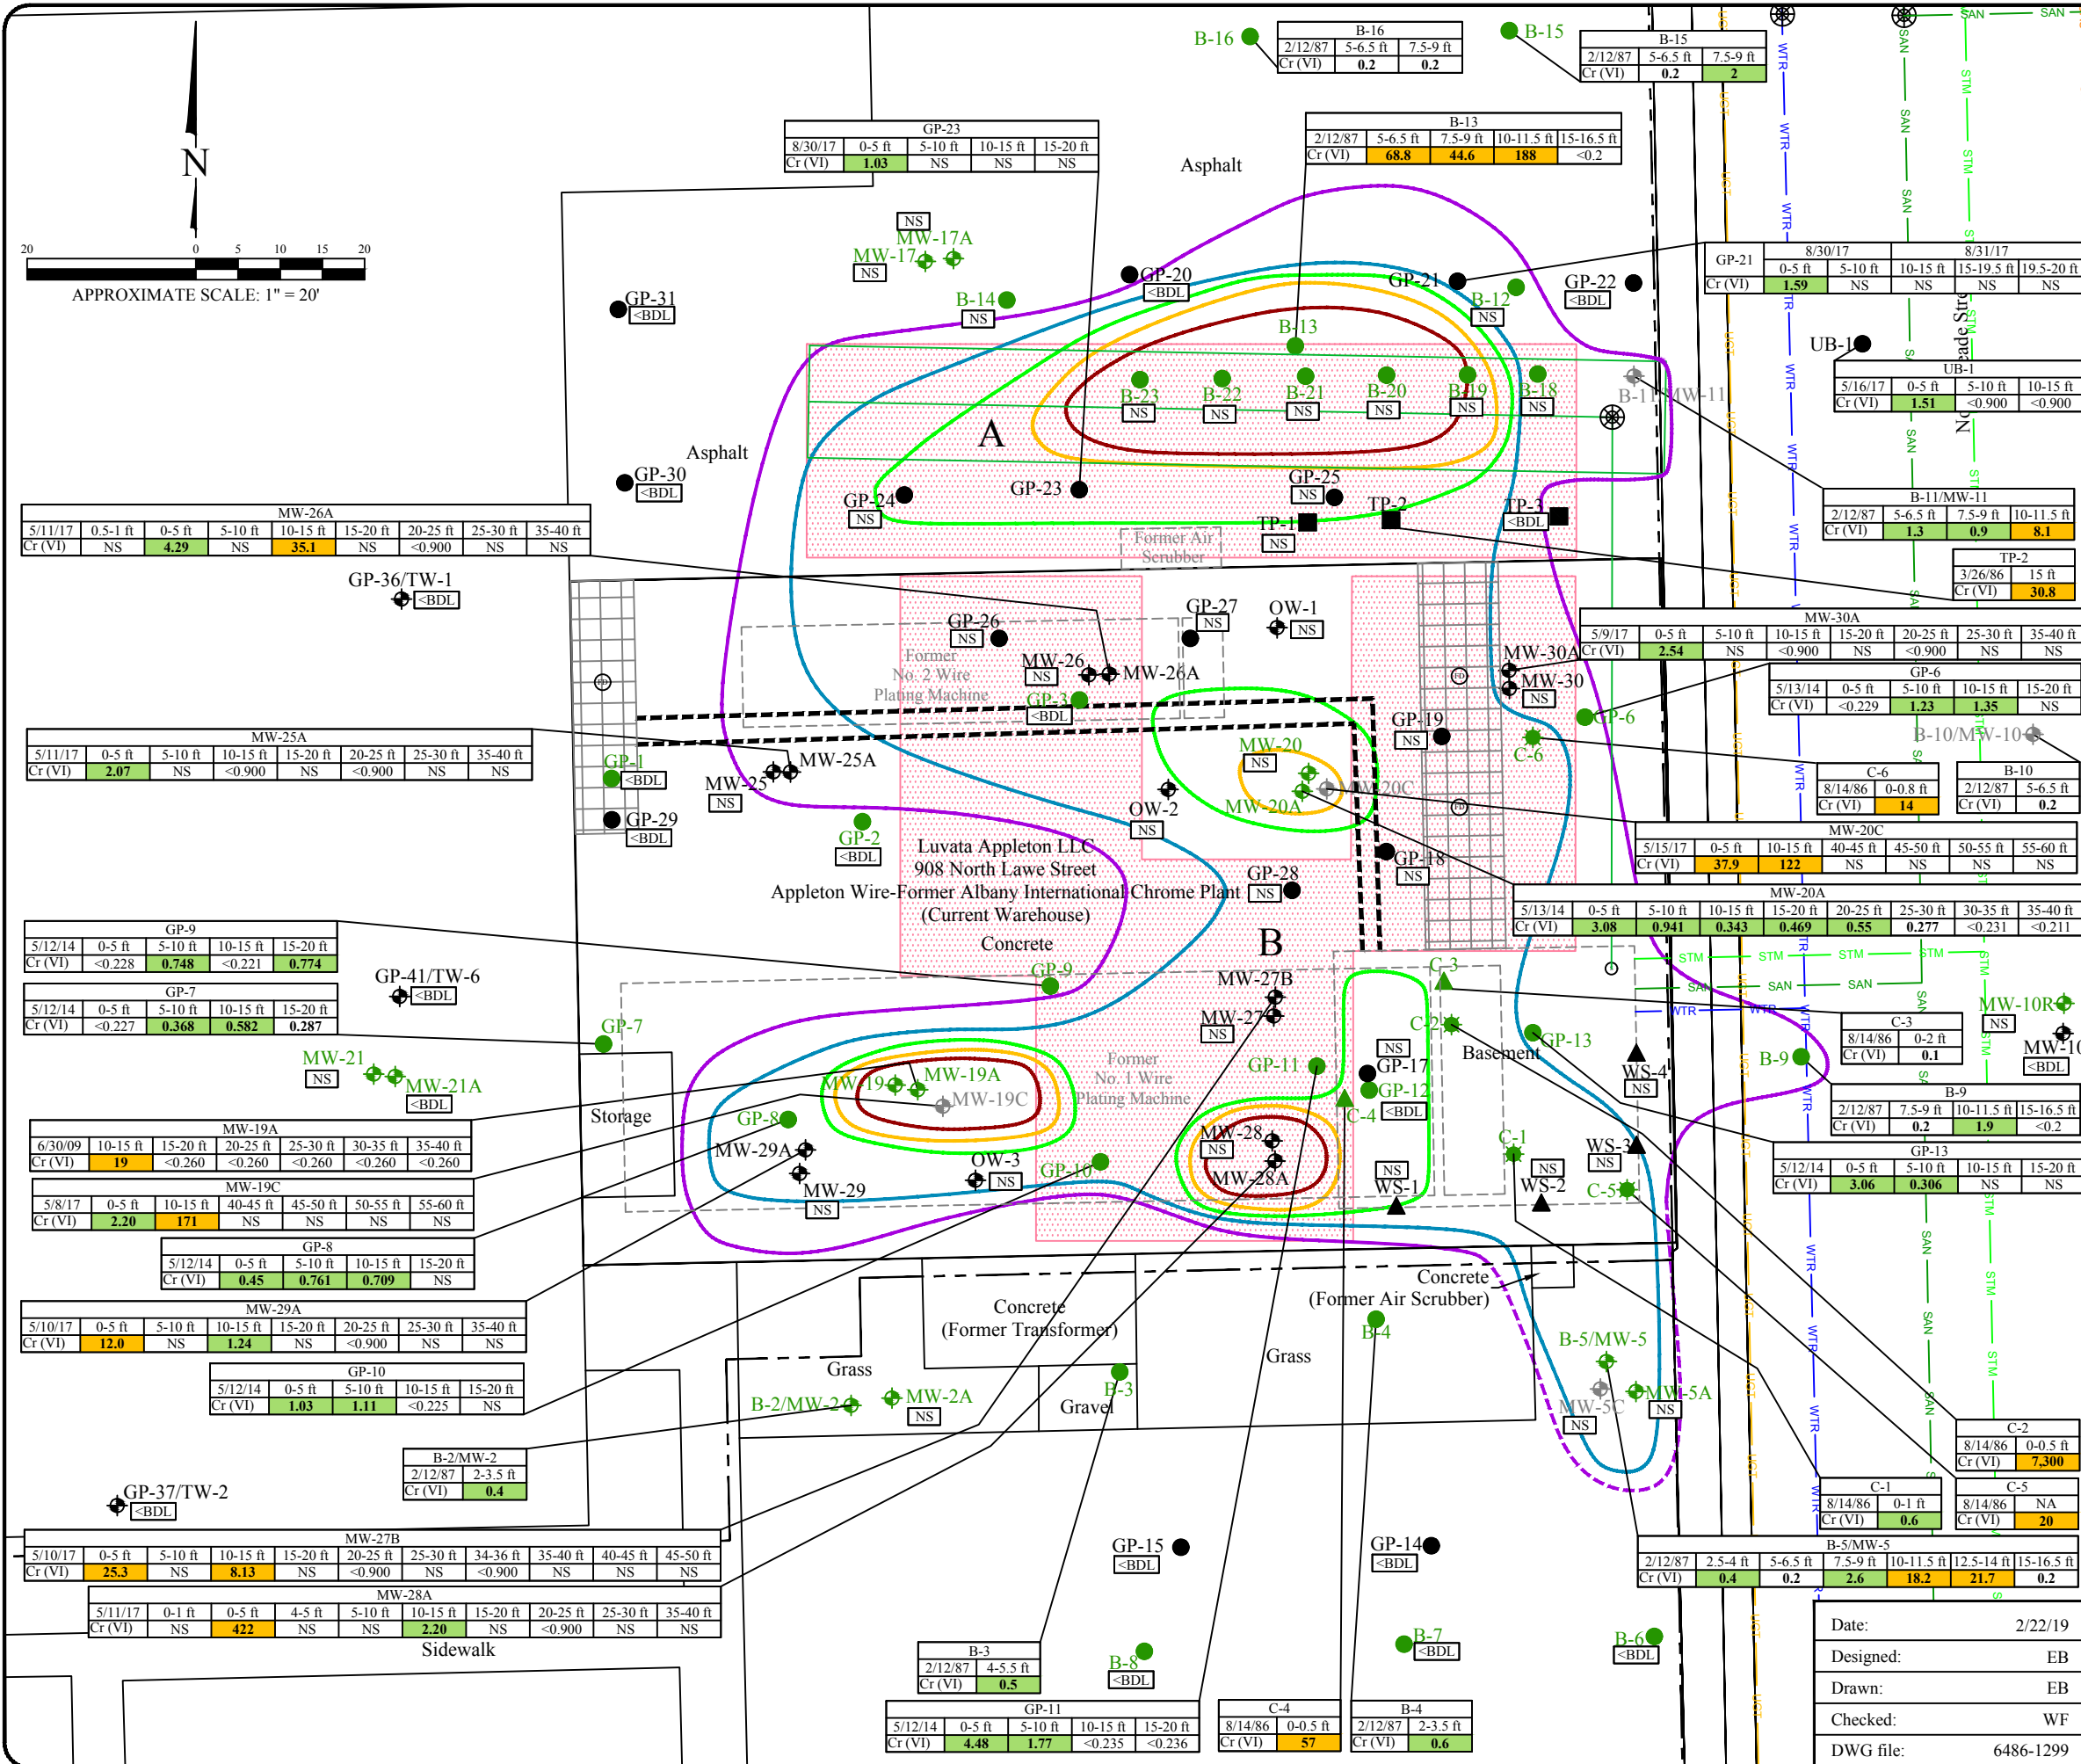 B-16
B-16
2/12/87 5-6.5 ft 7.5-9 ft
Cr (VI) 0.2 0.2
B-15
B-15
2/12/87 5-6.5 ft 7.5-9 ft
Cr (VI) 0.2 2
SAN SAN
N
20 0 5 10 15 20
APPROXIMATE SCALE: 1" = 20'
GP-23
8/30/17 0-5 ft 5-10 ft 10-15 ft 15-20 ft
Cr (VI) 1.03 NS NS NS
B-13
2/12/87 5-6.5 ft 7.5-9 ft 10-11.5 ft 15-16.5 ft
Cr (VI) 68.8 44.6 188 <0.2
Asphalt
NS
MW-17A
MW-17
NS
GP-31
<BDL
B-14
NS
GP-20
<BDL
GP-21
B-12
NS
GP-22
<BDL
GP-21 8/30/17 8/31/17
0-5 ft 5-10 ft 10-15 ft 15-19.5 ft 19.5-20 ft
Cr (VI) 1.59 NS NS NS NS
B-13
UB-1
UB-1
5/16/17 0-5 ft 5-10 ft 10-15 ft
Cr (VI) 1.51 <0.900 <0.900
B-23
NS
B-22
NS
B-21
NS
B-20
NS
B-19
NS
B-18
NS
B-11/MW-11
A
Asphalt
GP-30
<BDL
GP-24
NS
GP-23
GP-25
NS
TP-1
NS
TP-2
TP-3
<BDL
Former Air
Scrubber
B-11/MW-11
2/12/87 5-6.5 ft 7.5-9 ft 10-11.5 ft
Cr (VI) 1.3 0.9 8.1
TP-2
3/26/86 15 ft
Cr (VI) 30.8
MW-26A
5/11/17 0.5-1 ft 0-5 ft 5-10 ft 10-15 ft 15-20 ft 20-25 ft 25-30 ft 35-40 ft
Cr (VI) NS 4.29 NS 35.1 NS <0.900 NS NS
GP-36/TW-1
<BDL
GP-26
NS
GP-27
NS
OW-1
NS
Former
No. 2 Wire
Plating Machine
MW-26
NS
MW-26A
GP-3
<BDL
MW-30A
MW-30
NS
MW-30A
5/9/17 0-5 ft 5-10 ft 10-15 ft 15-20 ft 20-25 ft 25-30 ft 35-40 ft
Cr (VI) 2.54 NS <0.900 NS <0.900 NS NS
GP-6
5/13/14 0-5 ft 5-10 ft 10-15 ft 15-20 ft
Cr (VI) <0.229 1.23 1.35 NS
GP-6
C-6
GP-19
NS
B-10/MW-10
MW-25A
5/11/17 0-5 ft 5-10 ft 10-15 ft 15-20 ft 20-25 ft 25-30 ft 35-40 ft
Cr (VI) 2.07 NS <0.900 NS <0.900 NS NS
GP-1
<BDL
MW-25A
MW-25
NS
MW-20
NS
MW-20A
MW-20C
OW-2
NS
C-6
8/14/86 0-0.8 ft
Cr (VI) 14
B-10
2/12/87 5-6.5 ft
Cr (VI) 0.2
GP-29
<BDL
GP-2
<BDL
MW-20C
5/15/17 0-5 ft 10-15 ft 40-45 ft 45-50 ft 50-55 ft 55-60 ft
Cr (VI) 37.9 122 NS NS NS NS
Luvata Appleton LLC
908 North Lawe Street
Appleton Wire-Former Albany International Chrome Plant
(Current Warehouse)
Concrete
GP-28
NS
GP-18
NS
MW-20A
5/13/14 0-5 ft 5-10 ft 10-15 ft 15-20 ft 20-25 ft 25-30 ft 30-35 ft 35-40 ft
Cr (VI) 3.08 0.941 0.343 0.469 0.55 0.277 <0.231 <0.211
B
GP-9
5/12/14 0-5 ft 5-10 ft 10-15 ft 15-20 ft
Cr (VI) <0.228 0.748 <0.221 0.774
GP-41/TW-6
<BDL
GP-9
MW-27B
MW-27
NS
C-3
STM STM STM STM
SAN SAN SAN
WTR WTR
GP-7
5/12/14 0-5 ft 5-10 ft 10-15 ft 15-20 ft
Cr (VI) <0.227 0.368 0.582 0.287
GP-7
C-2
Basement
GP-13
MW-10R
NS
MW-10
<BDL
C-3
8/14/86 0-2 ft
Cr (VI) 0.1
MW-21
NS
MW-21A
<BDL
MW-19
MW-19A
MW-19C
Former
No. 1 Wire
Plating Machine
GP-11
NS
GP-17
GP-12
<BDL
C-4
WS-4
NS
B-9
B-9
2/12/87 7.5-9 ft 10-11.5 ft 15-16.5 ft
Cr (VI) 0.2 1.9 <0.2
Storage
GP-8
MW-19A
6/30/09 10-15 ft 15-20 ft 20-25 ft 25-30 ft 30-35 ft 35-40 ft
Cr (VI) 19 <0.260 <0.260 <0.260 <0.260 <0.260
MW-29A
MW-29
NS
OW-3
NS
GP-10
MW-28
NS
MW-28A
NS
WS-1
C-1
NS
WS-2
WS-3
NS
C-5
GP-13
5/12/14 0-5 ft 5-10 ft 10-15 ft 15-20 ft
Cr (VI) 3.06 0.306 NS NS
MW-19C
5/8/17 0-5 ft 10-15 ft 40-45 ft 45-50 ft 50-55 ft 55-60 ft
Cr (VI) 2.20 171 NS NS NS NS
GP-8
5/12/14 0-5 ft 5-10 ft 10-15 ft 15-20 ft
Cr (VI) 0.45 0.761 0.709 NS
MW-29A
5/10/17 0-5 ft 5-10 ft 10-15 ft 15-20 ft 20-25 ft 25-30 ft 35-40 ft
Cr (VI) 12.0 NS 1.24 NS <0.900 NS NS
Concrete
(Former Transformer)
Concrete
(Former Air Scrubber)
B-4
Grass
Grass
GP-10
5/12/14 0-5 ft 5-10 ft 10-15 ft 15-20 ft
Cr (VI) 1.03 1.11 <0.225 NS
B-2/MW-2
MW-2A
NS
B-3
Gravel
B-5/MW-5
MW-5C
NS
MW-5A
NS
B-2/MW-2
2/12/87 2-3.5 ft
Cr (VI) 0.4
C-2
8/14/86 0-0.5 ft
Cr (VI) 7,300
GP-37/TW-2
<BDL
C-1
8/14/86 0-1 ft
Cr (VI) 0.6
C-5
8/14/86 NA
Cr (VI) 20
MW-27B
5/10/17 0-5 ft 5-10 ft 10-15 ft 15-20 ft 20-25 ft 25-30 ft 34-36 ft 35-40 ft 40-45 ft 45-50 ft
Cr (VI) 25.3 NS 8.13 NS <0.900 NS <0.900 NS NS NS
GP-15
<BDL
GP-14
<BDL
B-5/MW-5
2/12/87 2.5-4 ft 5-6.5 ft 7.5-9 ft 10-11.5 ft 12.5-14 ft 15-16.5 ft
Cr (VI) 0.4 0.2 2.6 18.2 21.7 0.2
MW-28A
5/11/17 0-1 ft 0-5 ft 4-5 ft 5-10 ft 10-15 ft 15-20 ft 20-25 ft 25-30 ft 35-40 ft
Cr (VI) NS 422 NS NS 2.20 NS <0.900 NS NS
Sidewalk
B-8
<BDL
B-7
<BDL
B-6
<BDL
B-3
2/12/87 4-5.5 ft
Cr (VI) 0.5
GP-11
5/12/14 0-5 ft 5-10 ft 10-15 ft 15-20 ft
Cr (VI) 4.48 1.77 <0.235 <0.236
C-4
8/14/86 0-0.5 ft
Cr (VI) 57
B-4
2/12/87 2-3.5 ft
Cr (VI) 0.6
Date: 2/22/19
Designed: EB
Drawn: EB
Checked: WF
DWG file: 6486-1299